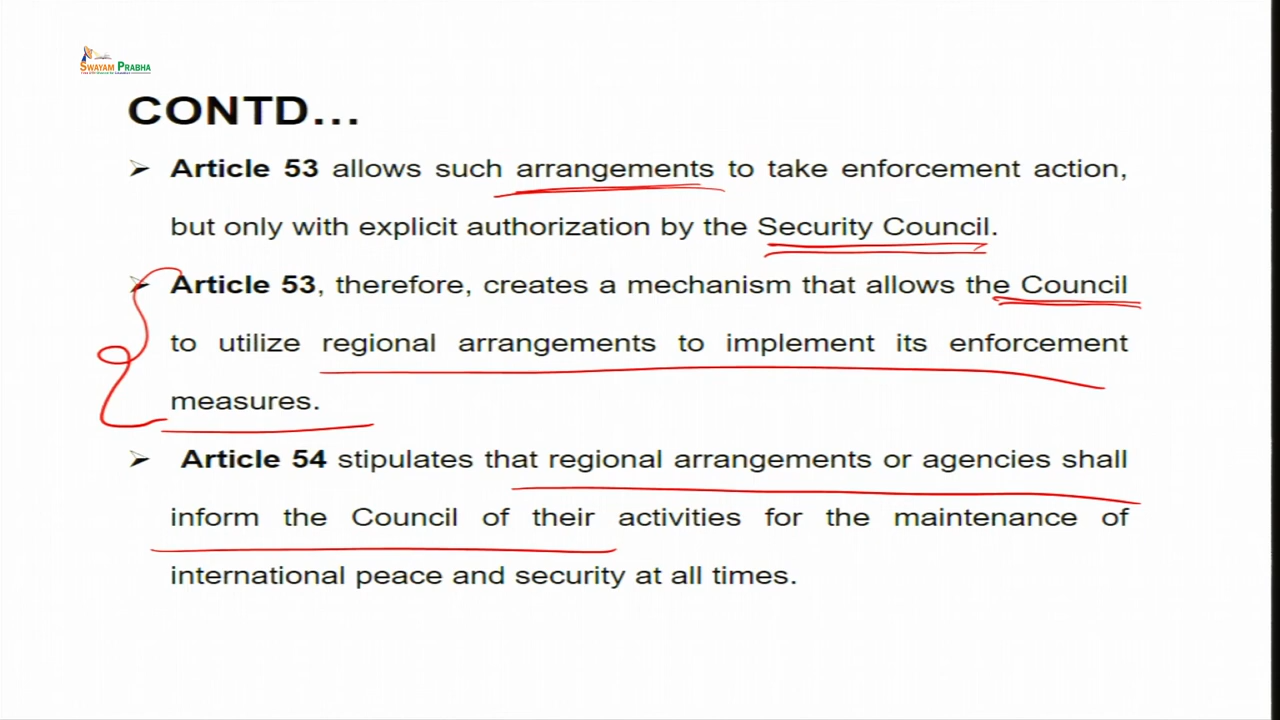 SWAYAM PRABHA
CONTD...
➢ Article 53 allows such arrangements to take enforcement action,
but only with explicit authorization by the Security Council.
➢ Article 53, therefore, creates a mechanism that allows the Council
to utilize regional arrangements to implement its enforcement
measures.
➢ Article 54 stipulates that regional arrangements or agencies shall
inform the Council of their activities for the maintenance of
international peace and security at all times.